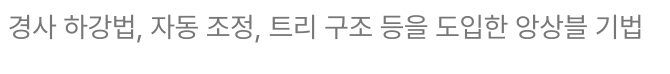 경사 하강법, 자동 조정, 트리 구조 등을 도입한 앙상블 기법